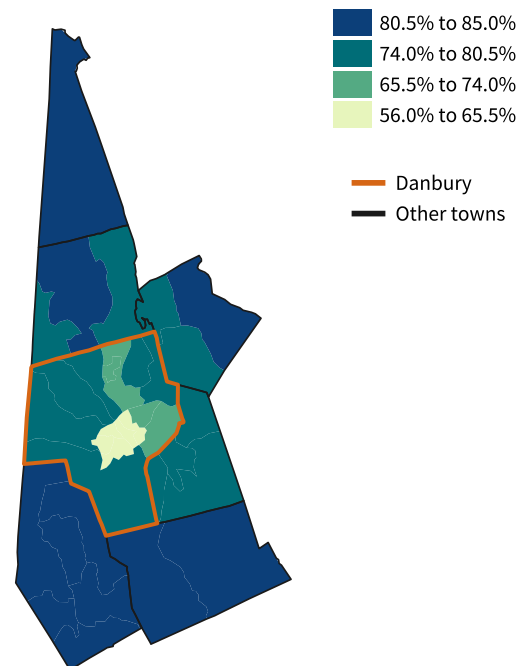 80.5% to 85.0%
74.0% to 80.5%
65.5% to 74.0%
56.0% to 65.5%
Danbury
Other towns